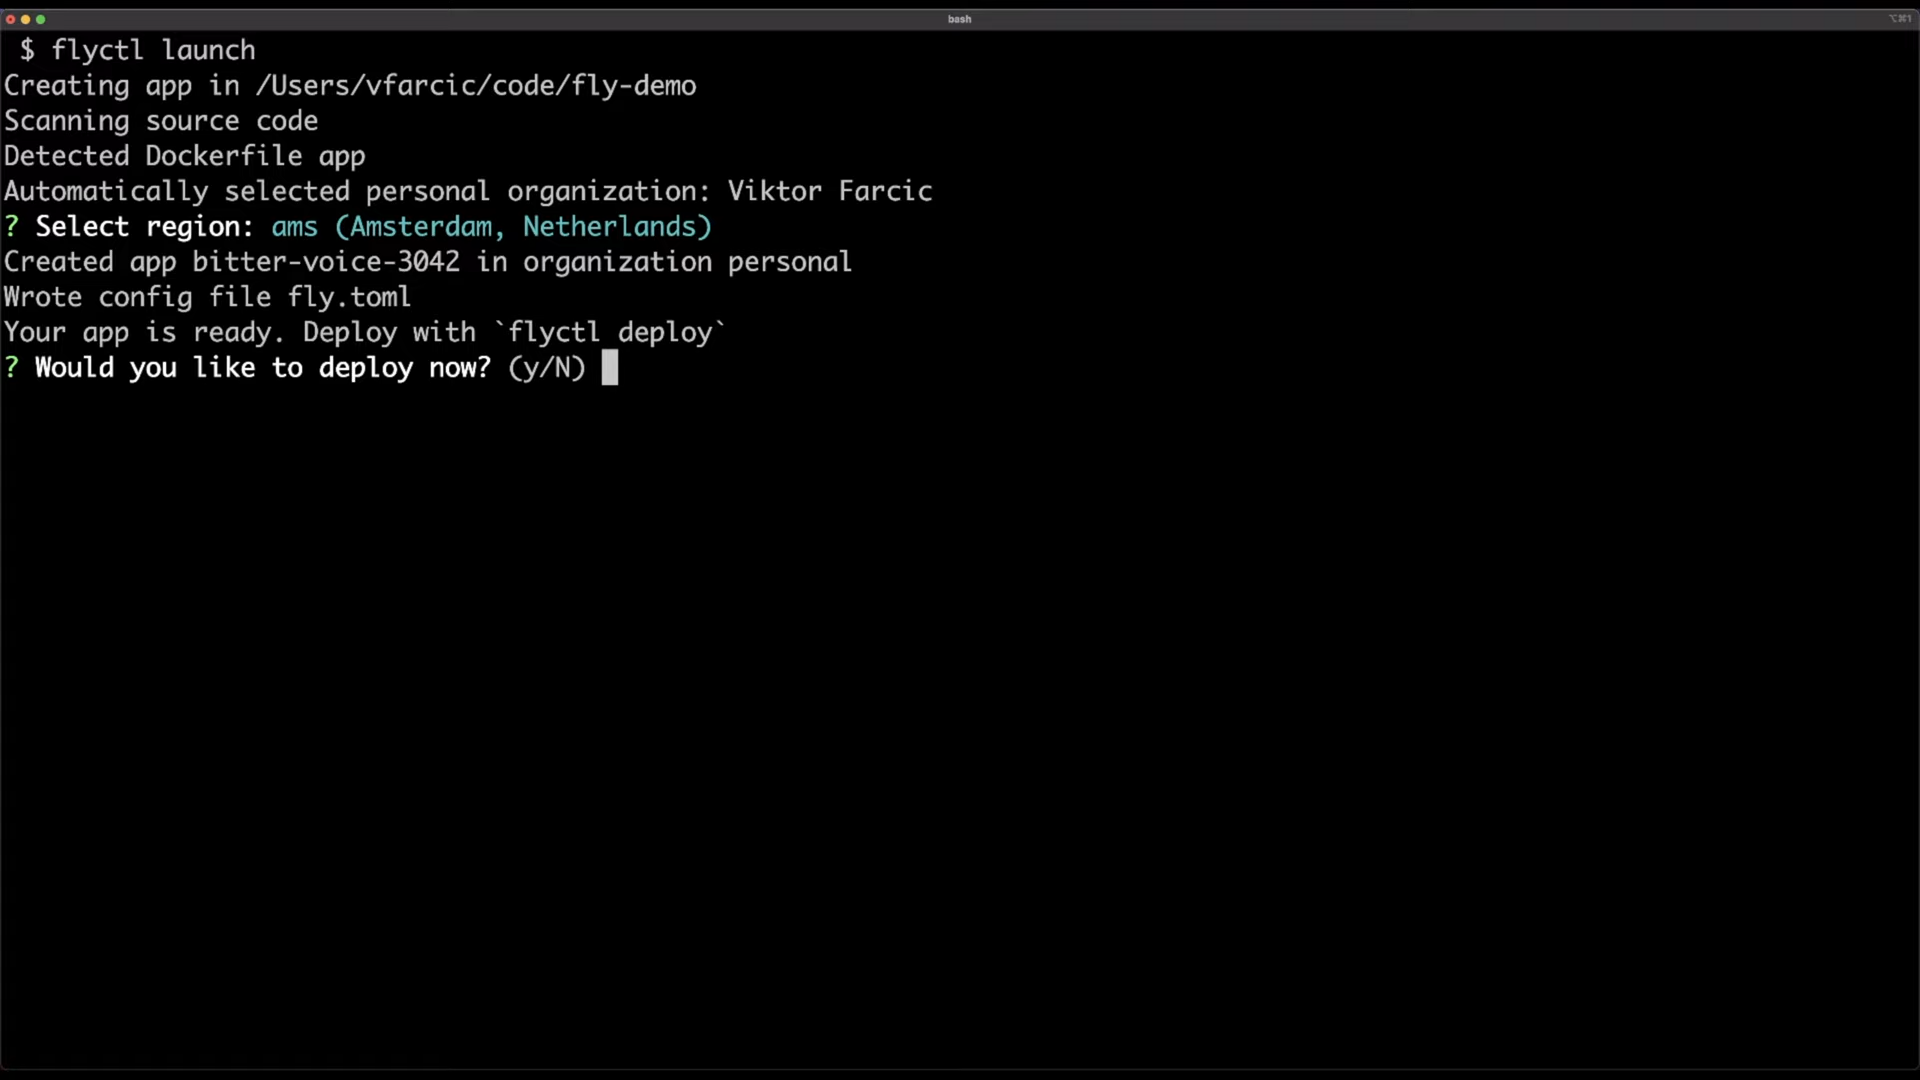 bash
⌥⌘1
$ flyctl launch
Creating app in /Users/vfarcic/code/fly-demo
Scanning source code
Detected Dockerfile app
Automatically selected personal organization: Viktor Farcic
? Select region: ams (Amsterdam, Netherlands)
Created app bitter-voice-3042 in organization personal
Wrote config file fly.toml
Your app is ready. Deploy with `flyctl deploy`
? Would you like to deploy now? (y/N)